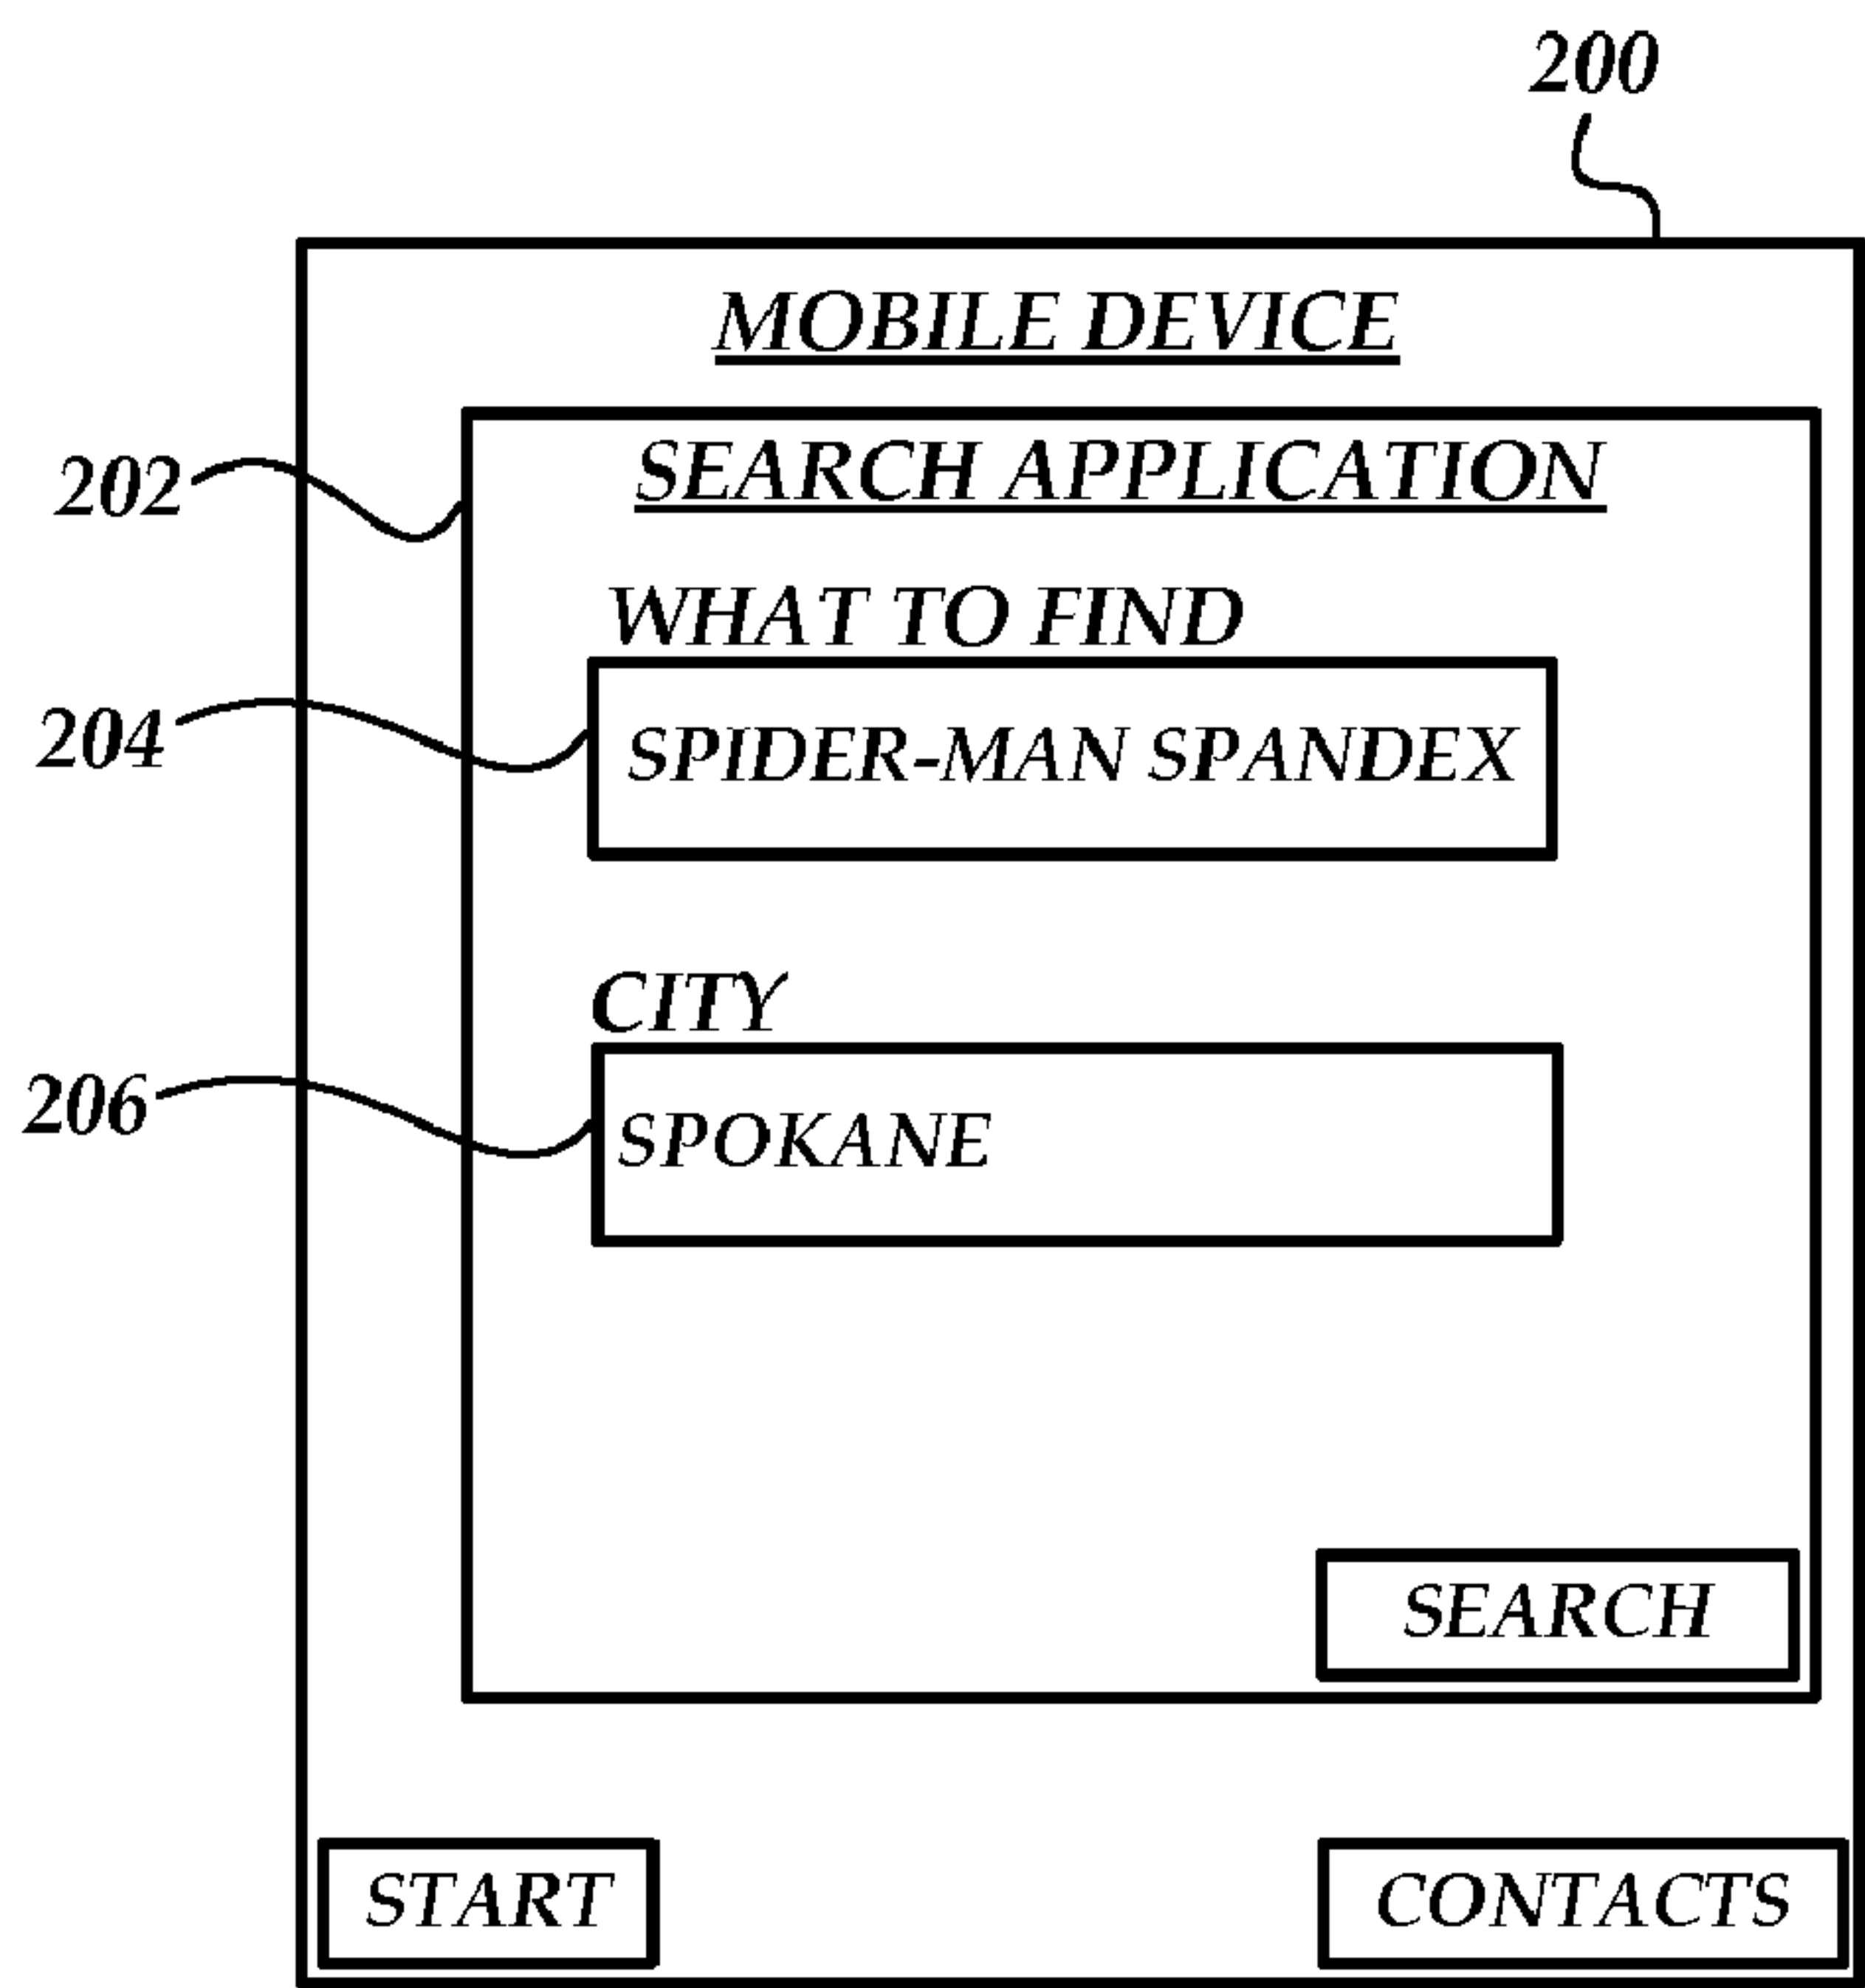 200
MOBILE DEVICE
202
SEARCH APPLICATION
WHAT TO FIND
204
SPIDER-MAN SPANDEX
CITY
206
SPOKANE
SEARCH
START
CONTACTS